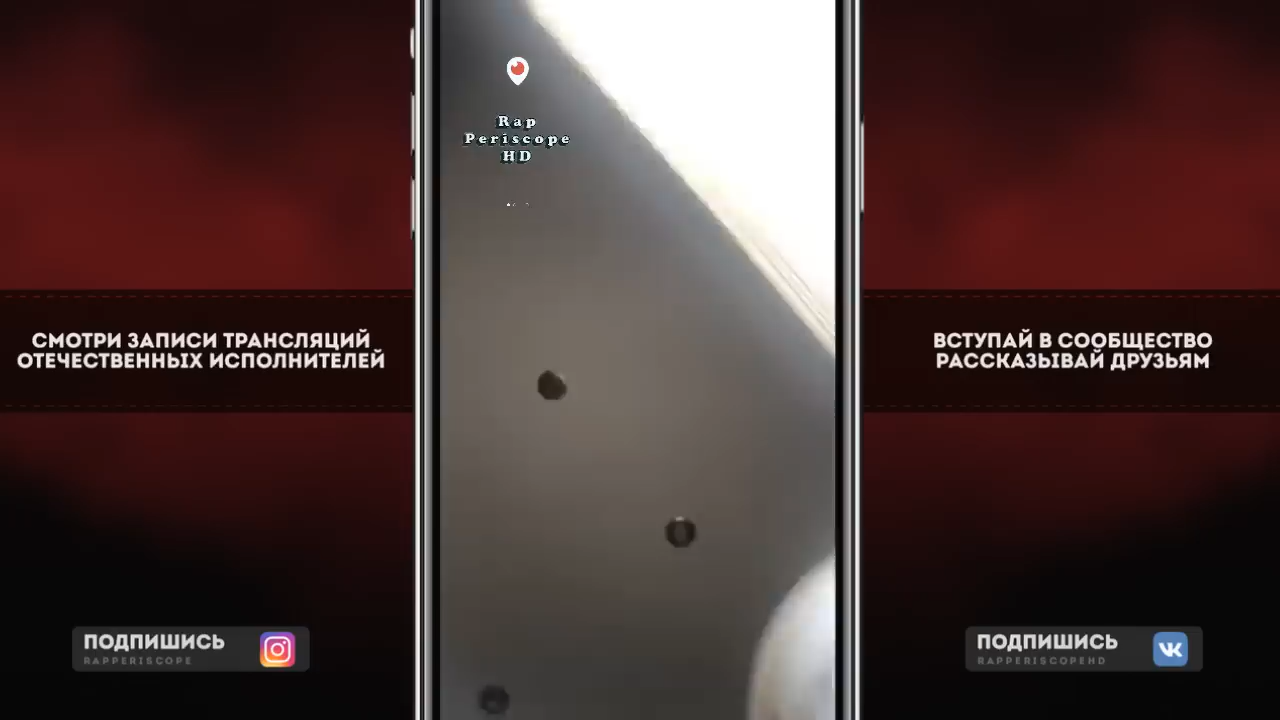 Rap
Periscope
HD
СМОТРИ ЗАПИСИ ТРАНСЛЯЦИЙ
ОТЕЧЕСТВЕННЫХ ИСПОЛНИТЕЛЕЙ
ВСТУПАЙ В СООБЩЕСТВО
РАССКАЗЫВАЙ ДРУЗЬЯМ
ПОДПИШИСЬ
RAPPERISCOPE
ПОДПИШИСЬ
RAPPERISCOPEHD